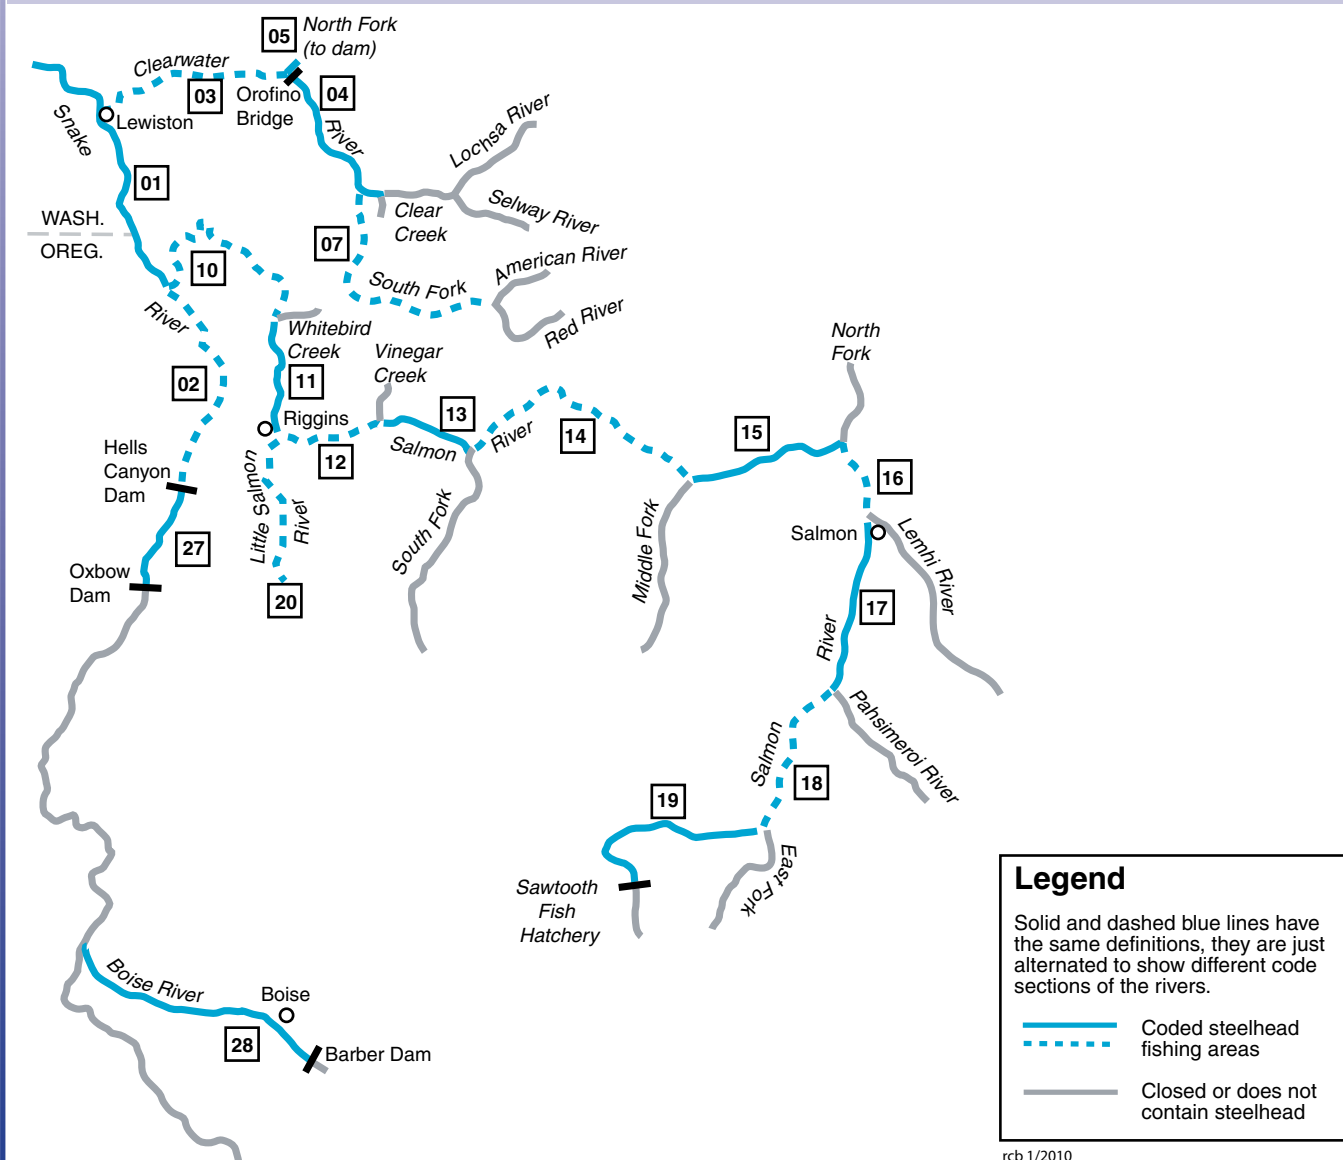 05
North Fork
(to dam)
Clearwater
03
Orofino
Bridge
04
River
Snake
Lewiston
01
WASH.
OREG.
Lochsa River
Selway River
Clear
Creek
07
American River
South Fork
Red River
10
River
02
Whitebird
Creek
11
Riggins
Vinegar
Creek
12
13
Salmon
River
14
15
North
Fork
16
Hells
Canyon
Dam
27
Oxbow
Dam
Little Salmon
River
20
South Fork
Middle Fork
Salmon
Lemhi River
17
River
Pahsimeroi River
Salmon
18
19
East Fork
Sawtooth
Fish
Hatchery
Boise River
Boise
28
Barber Dam
Legend
Solid and dashed blue lines have
the same definitions, they are just
alternated to show different code
sections of the rivers.
Coded steelhead
fishing areas
Closed or does not
contain steelhead
rcb 1/2010